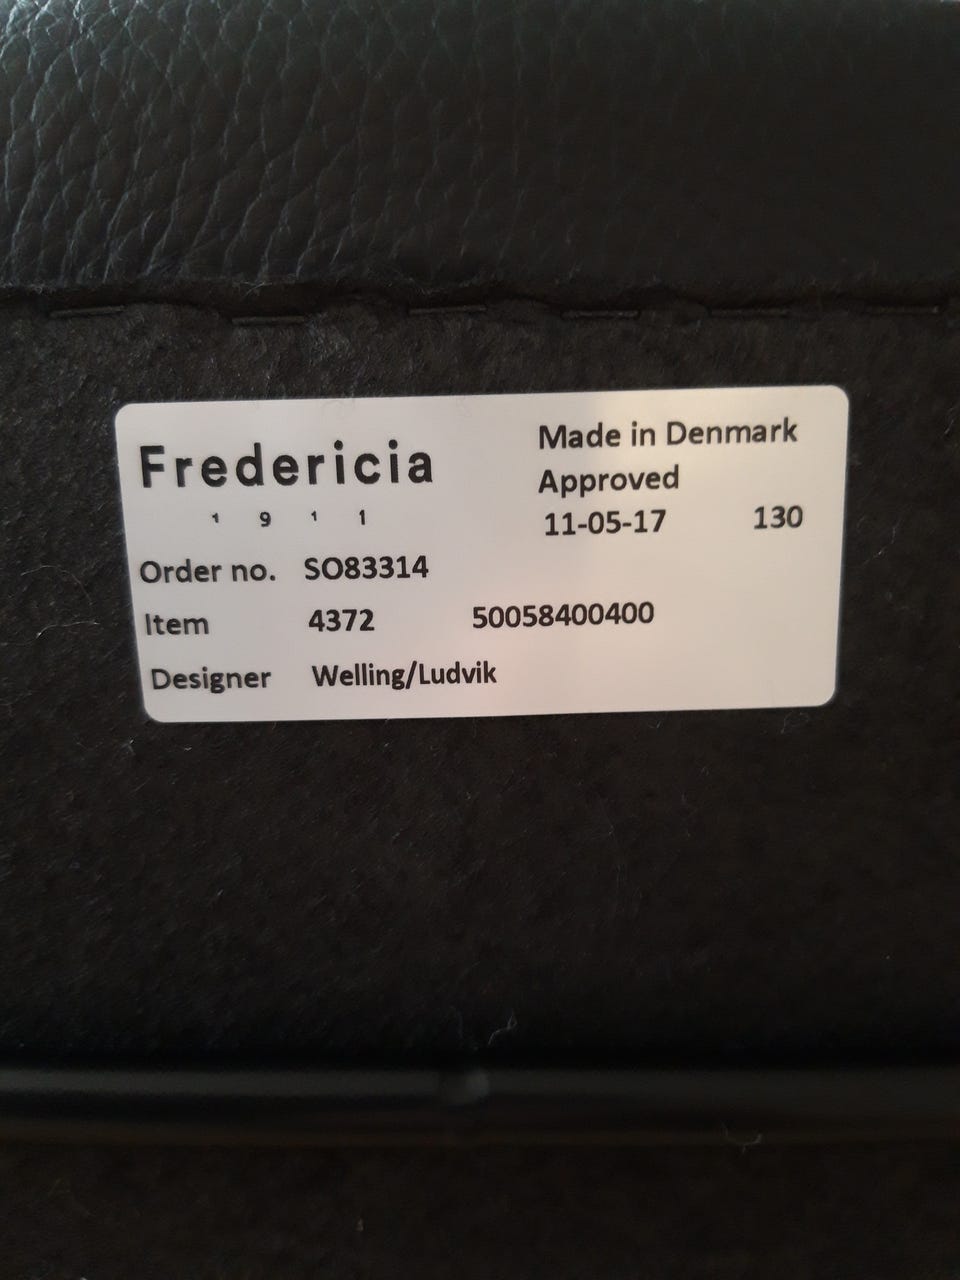 Fredericia
1 9 1 1
Made in Denmark
Approved
11-05-17 130
Order no. SO83314
Item 4372 50058400400
Designer Welling/Ludvik